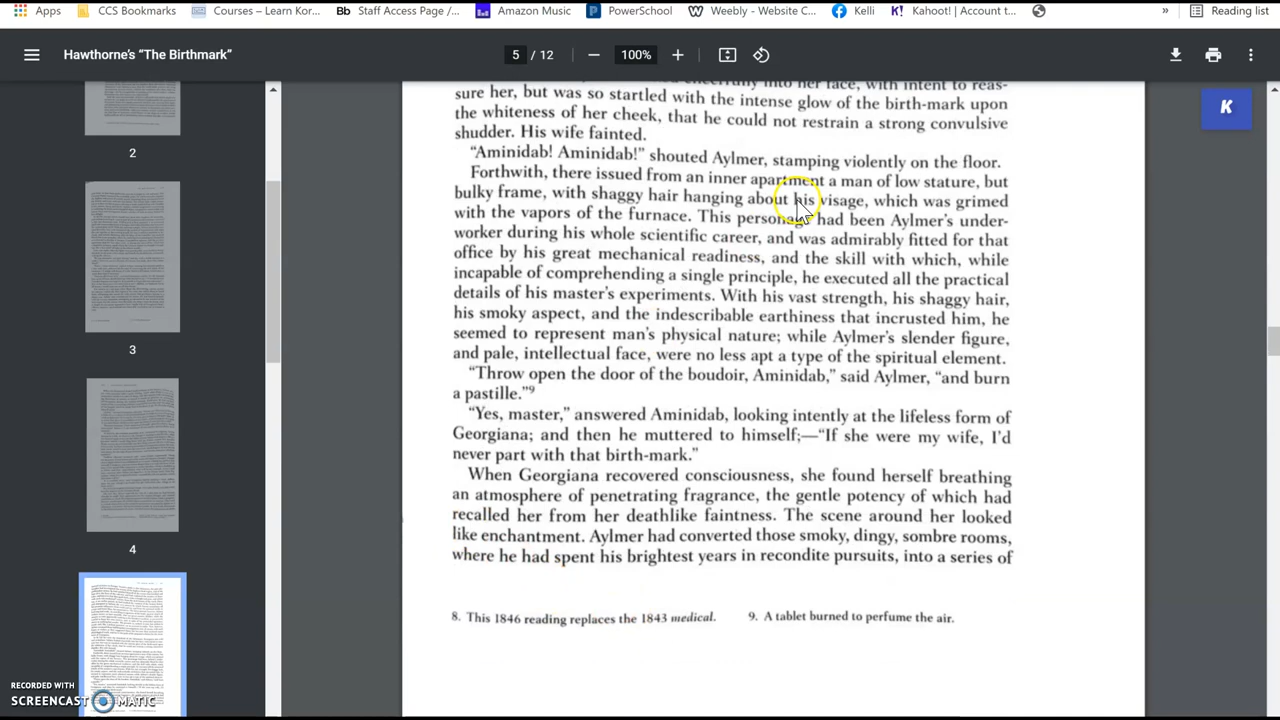 Apps
CCS Bookmarks
Courses – Learn Kor...
Bb Staff Access Page /...
Amazon Music
PowerSchool
Weebly - Website C...
Kelli
Kahoot! | Account t...
»
Reading list
Hawthorne's "The Birthmark"
5 / 12
100%
K
2
3
4
into her face, with intent to reas-
sure her, but was so startled with the intense glow of the birth-mark upon
the whiteness of her cheek, that he could not restrain a strong convulsive
shudder. His wife fainted.
"Aminidab! Aminidab!" shouted Aylmer, stamping violently on the floor.
Forthwith, there issued from an inner apartment a man of low stature, but
bulky frame, with shaggy hair hanging about his visage, which was grimed
with the vapors of the furnace. This personage had been Aylmer's under-
worker during his whole scientific career, and was admirably fitted for that
office by his great mechanical readiness, and the skill with which, while
incapable of comprehending a single principle, he executed all the practical
details of his master's experiments. With his vast strength, his shaggy hair,
his smoky aspect, and the indescribable earthiness that incrusted him, he
seemed to represent man's physical nature; while Aylmer's slender figure,
and pale, intellectual face, were no less apt a type of the spiritual element.
"Throw open the door of the boudoir, Aminidab," said Aylmer, "and burn
a pastille."9
"Yes, master," answered Aminidab, looking intently at the lifeless form of
Georgiana; and then he muttered to himself;—"If she were my wife, I'd
never part with that birth-mark."
When Georgiana recovered consciousness, she found herself breathing
an atmosphere of penetrating fragrance, the gentle potency of which had
recalled her from her deathlike faintness. The scene around her looked
like enchantment. Aylmer had converted those smoky, dingy, sombre rooms,
where he had spent his brightest years in recondite pursuits, into a series of
8. This 1846 reading replaces the 1843 medical.
9. A tablet burned to perfume the air.
RECORDED WITH
SCREENCAST MATIC